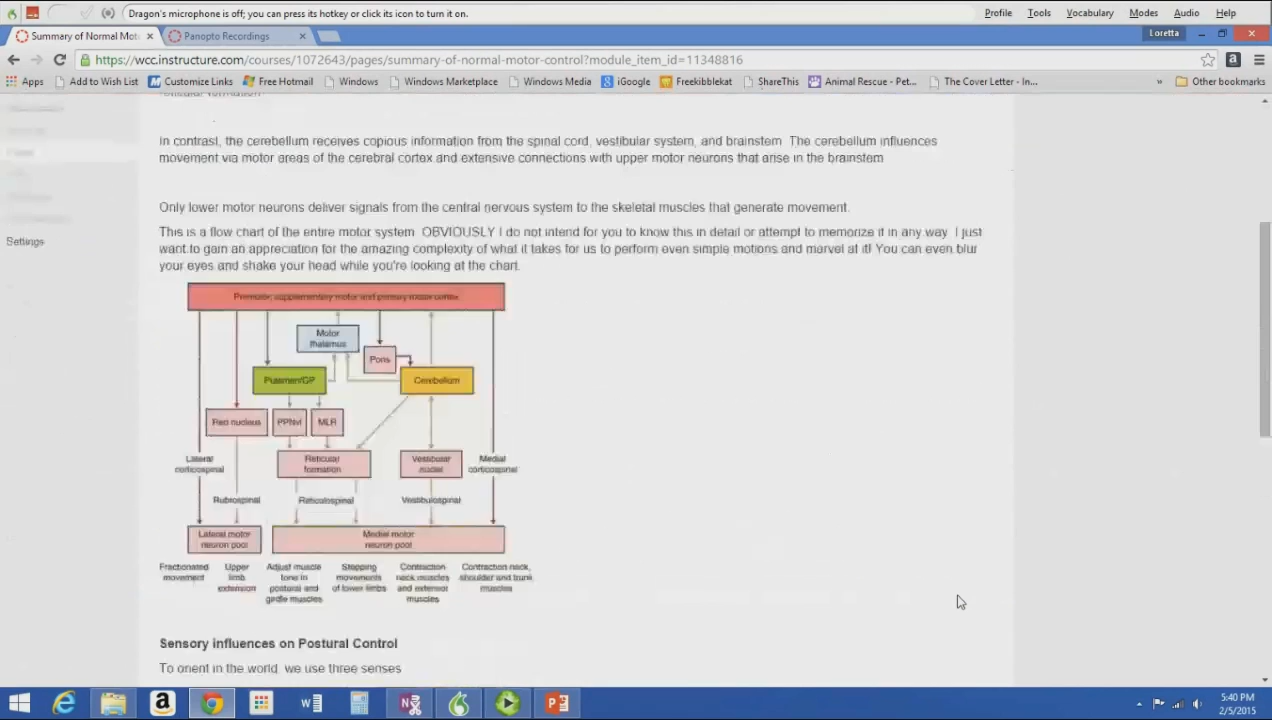 Dragon's microphone is off; you can press its hotkey or click its icon to turn it on.
Profile Tools Vocabulary Modes Audio Help
Summary of Normal Mot
Panopto Recordings
Loretta
https://wcc.instructure.com/courses/1072643/pages/summary-of-normal-motor-control?module_item_id=11348816
Apps Add to Wish List Customize Links Free Hotmail Windows Windows Marketplace Windows Media iGoogle Freekibblekat ShareThis Animal Rescue - Pet... The Cover Letter - In... » Other bookmarks
In contrast, the cerebellum receives copious information from the spinal cord, vestibular system, and brainstem The cerebellum influences
movement via motor areas of the cerebral cortex and extensive connections with upper motor neurons that arise in the brainstem
Only lower motor neurons deliver signals from the central nervous system to the skeletal muscles that generate movement.
This is a flow chart of the entire motor system OBVIOUSLY I do not intend for you to know this in detail or attempt to memorize it in any way I just
want to gain an appreciation for the amazing complexity of what it takes for us to perform even simple motions and marvel at it! You can even blur
your eyes and shake your head while you're looking at the chart.
Settings
Premotor, supplementary motor and primary motor cortex
Motor
thalamus
Pons
Putamen/GP
Cerebellum
Red nucleus
PPN
MLR
Lateral
corticospinal
Reticular
formation
Vestibular
nuclei
Medial
corticospinal
Rubrospinal
Reticulospinal
Vestibulospinal
Lateral motor
neuron pool
Medial motor
neuron pool
Fractionated
movement
Upper
limb
extension
Adjust muscle
tone in
postural and
girdle muscles
Stepping
movements
of lower limbs
Contraction
neck muscles
and extensor
muscles
Contraction neck,
shoulder and trunk
muscles
Sensory influences on Postural Control
To orient in the world, we use three senses
5:40 PM
2/5/2015